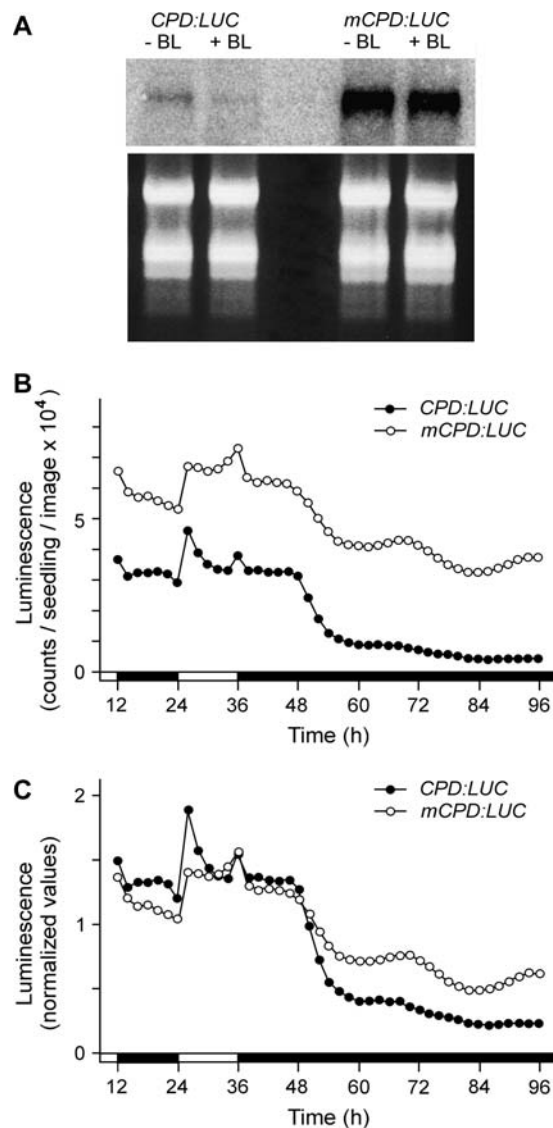 A
CPD:LUC mCPD:LUC
- BL + BL - BL + BL
B
CPD:LUC
mCPD:LUC
Luminescence
(counts / seedling / image x 10⁴)
5
0
12 24 36 48 60 72 84 96
Time (h)
C
CPD:LUC
mCPD:LUC
Luminescence
(normalized values)
2
1
0
12 24 36 48 60 72 84 96
Time (h)